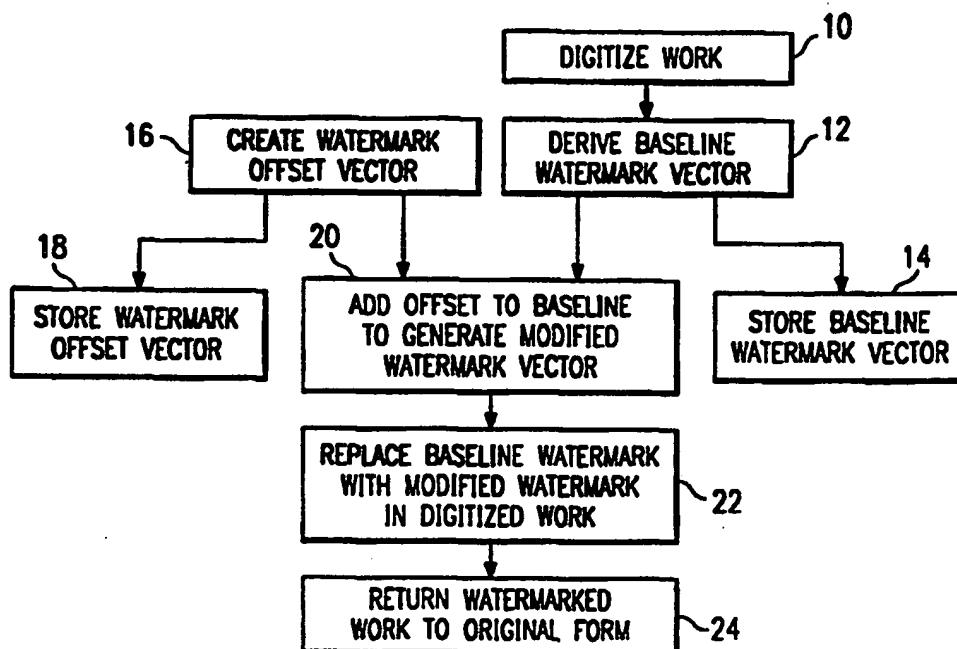 10
DIGITIZE WORK
16
CREATE WATERMARK
OFFSET VECTOR
DERIVE BASELINE
WATERMARK VECTOR
12
18
STORE WATERMARK
OFFSET VECTOR
20
ADD OFFSET TO BASELINE
TO GENERATE MODIFIED
WATERMARK VECTOR
14
STORE BASELINE
WATERMARK VECTOR
REPLACE BASELINE WATERMARK
WITH MODIFIED WATERMARK
IN DIGITIZED WORK
22
RETURN WATERMARKED
WORK TO ORIGINAL FORM
24